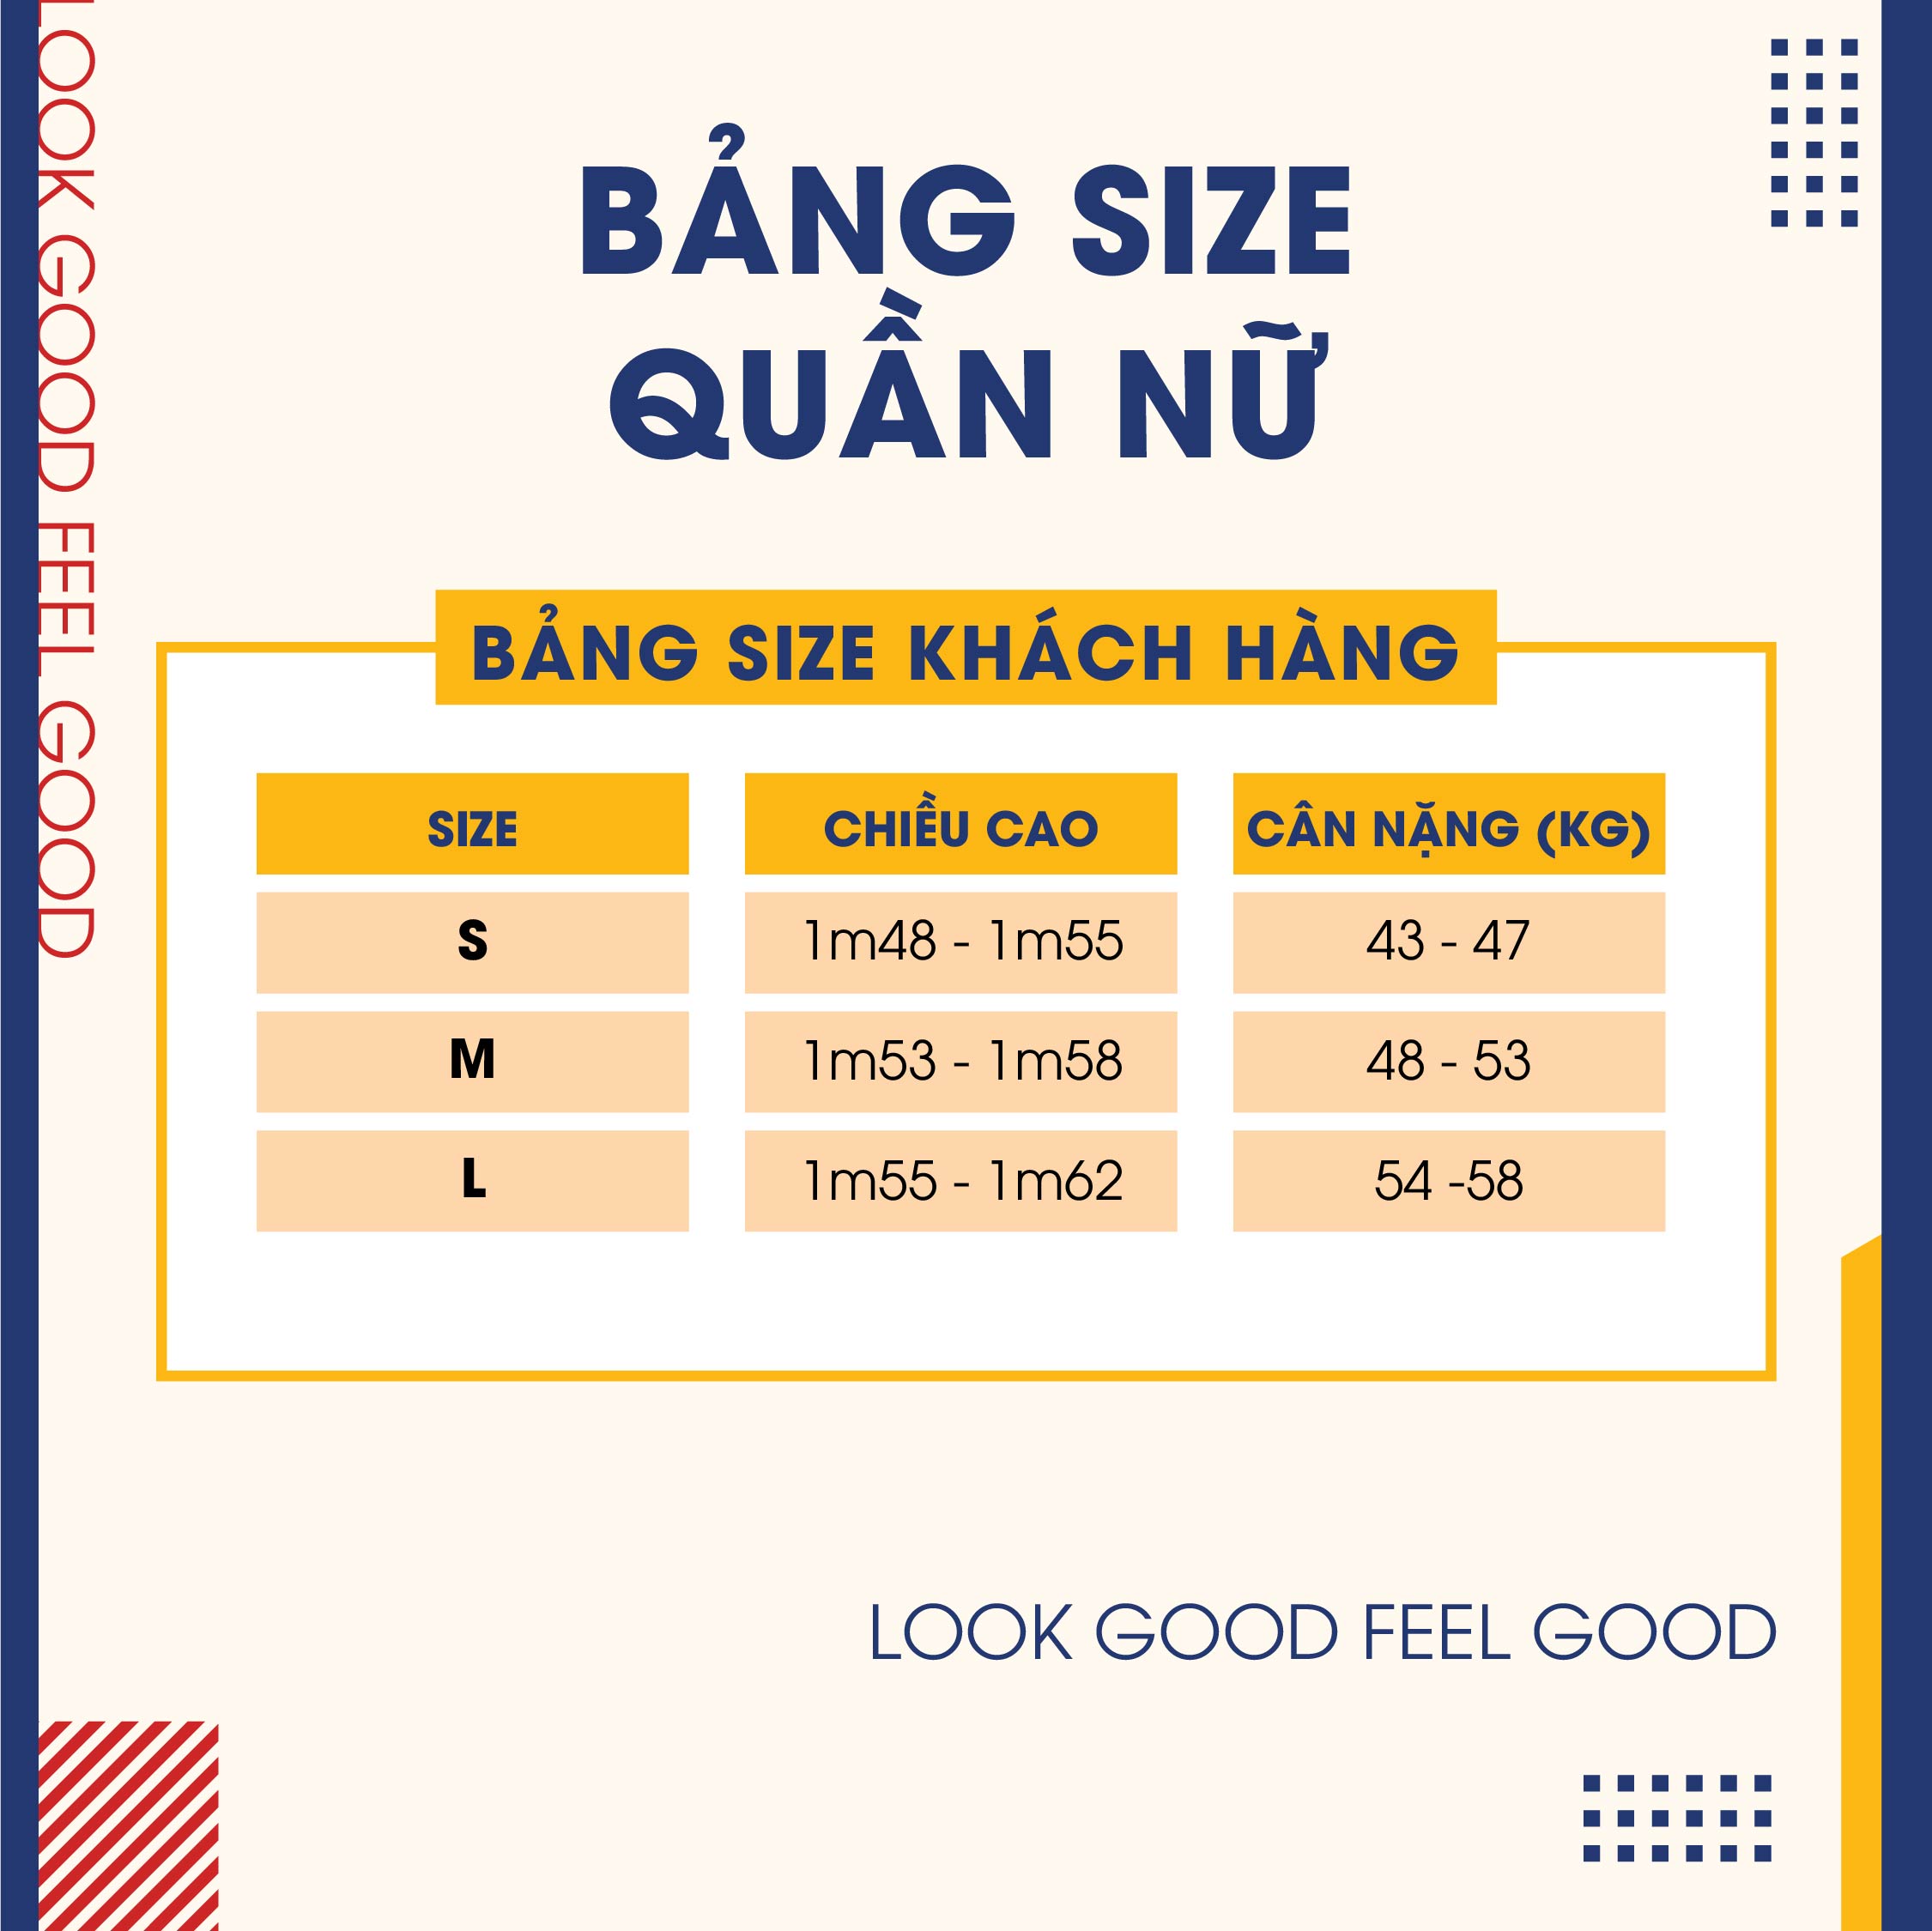 LOOK GOOD FEEL GOOD
BẢNG SIZE
QUẦN NỮ
BẢNG SIZE KHÁCH HÀNG
SIZE CHIỀU CAO CÂN NẶNG (KG)
S 1m48 - 1m55 43 - 47
M 1m53 - 1m58 48 - 53
L 1m55 - 1m62 54 -58
LOOK GOOD FEEL GOOD